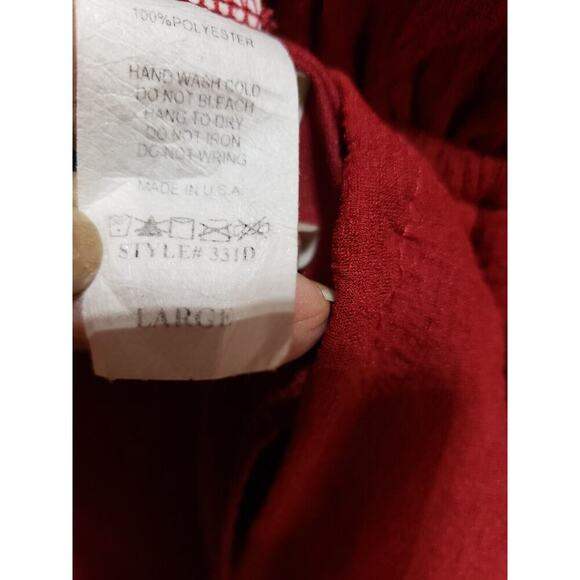 100%POLYESTER
HAND WASH COLD
DO NOT BLEACH
HANG TO DRY
DO NOT IRON
DO NOT WRING
MADE IN U.S.A.
STYLE# 331D
LARGE